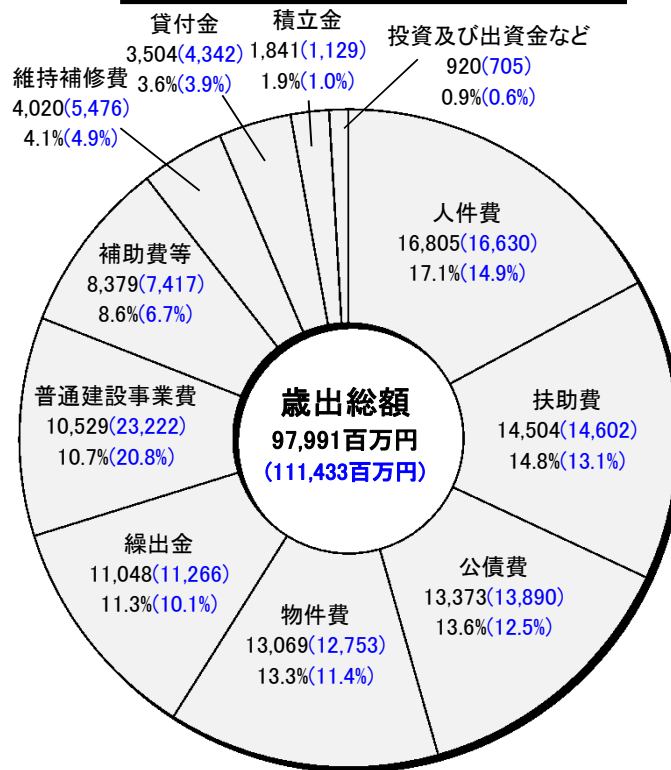 貸付金
3,504(4,342)
3.6%(3.9%)
積立金
1,841(1,129)
1.9%(1.0%)
投資及び出資金など
920(705)
0.9%(0.6%)
維持補修費
4,020(5,476)
4.1%(4.9%)
人件費
16,805(16,630)
17.1%(14.9%)
補助費等
8,379(7,417)
8.6%(6.7%)
歳出総額
97,991百万円
(111,433百万円)
普通建設事業費
10,529(23,222)
10.7%(20.8%)
扶助費
14,504(14,602)
14.8%(13.1%)
繰出金
11,048(11,266)
11.3%(10.1%)
物件費
13,069(12,753)
13.3%(11.4%)
公債費
13,373(13,890)
13.6%(12.5%)